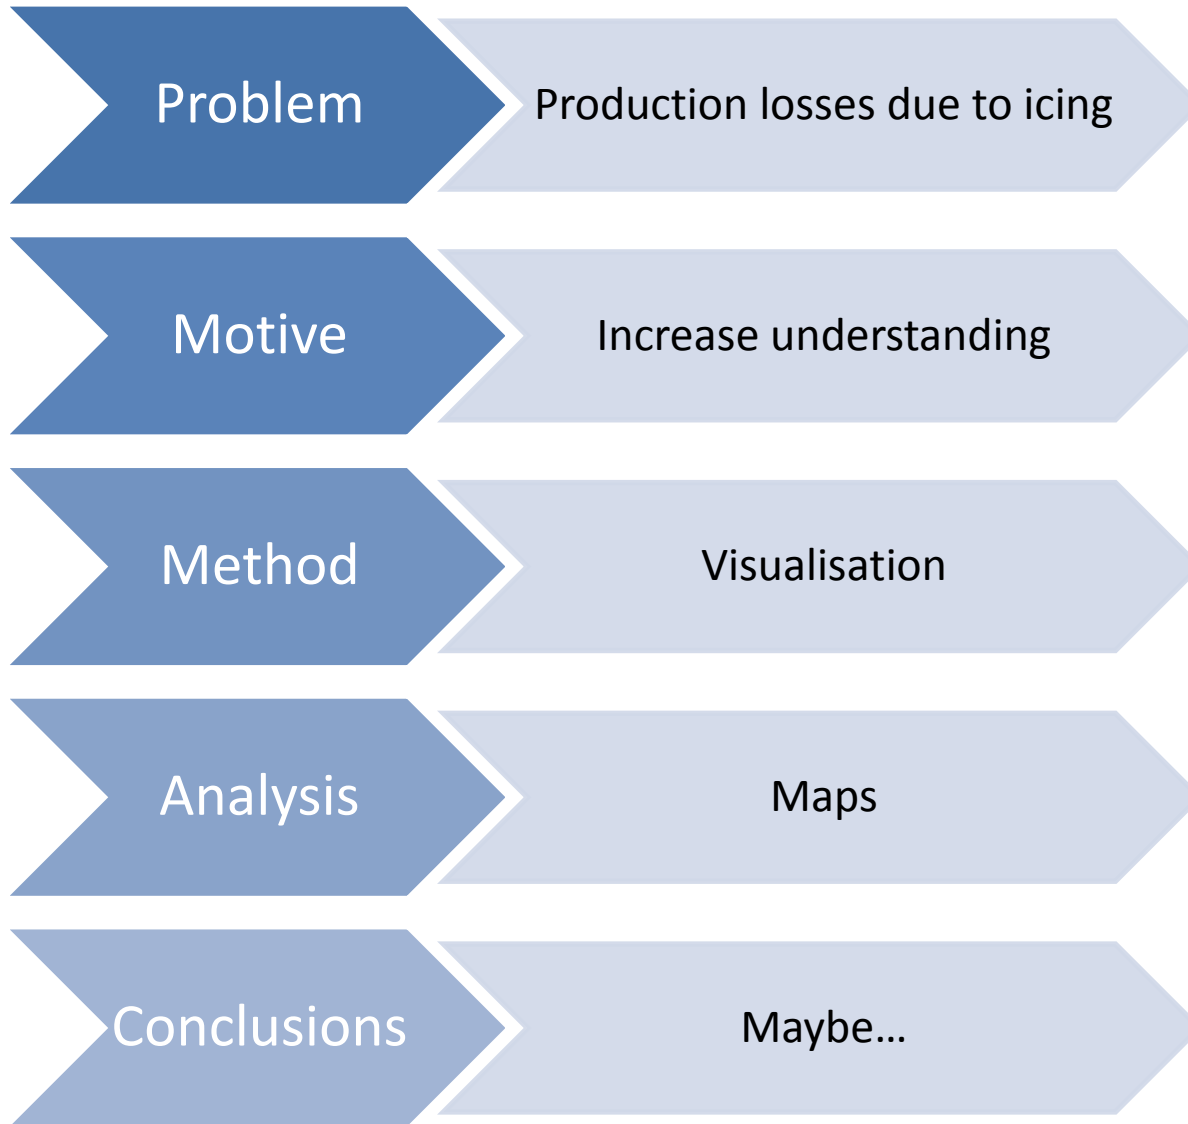 Problem
Production losses due to icing
Motive
Increase understanding
Method
Visualisation
Analysis
Maps
Conclusions
Maybe…